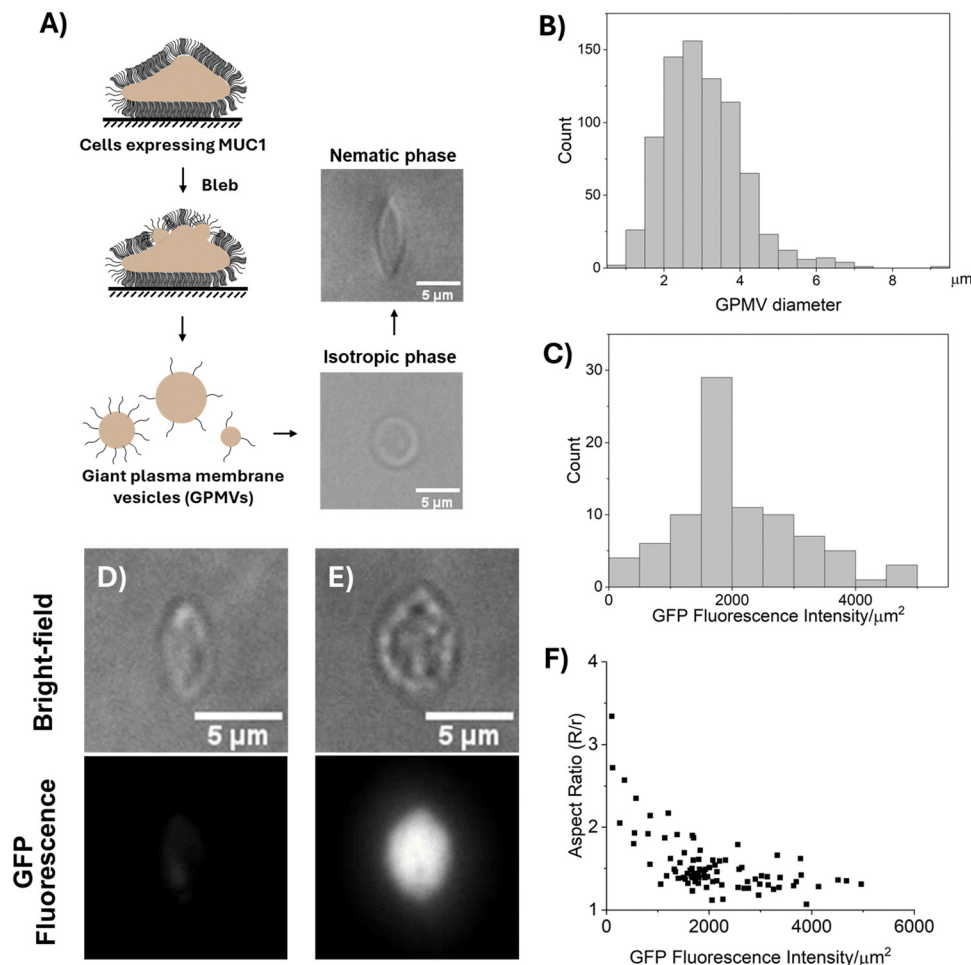 A)
Cells expressing MUC1
Bleb
Giant plasma membrane
vesicles (GPMVs)
Nematic phase
5 µm
Isotropic phase
5 µm
B)
Count
150
100
50
0
2
4
6
8
µm
GPMV diameter
C)
Count
30
20
10
0
0
2000
4000
GFP Fluorescence Intensity/µm²
Bright-field
D)
5 µm
E)
5 µm
GFP
Fluorescence
F)
Aspect Ratio (R/r)
4
3
2
1
0
2000
4000
6000
GFP Fluorescence Intensity/µm²